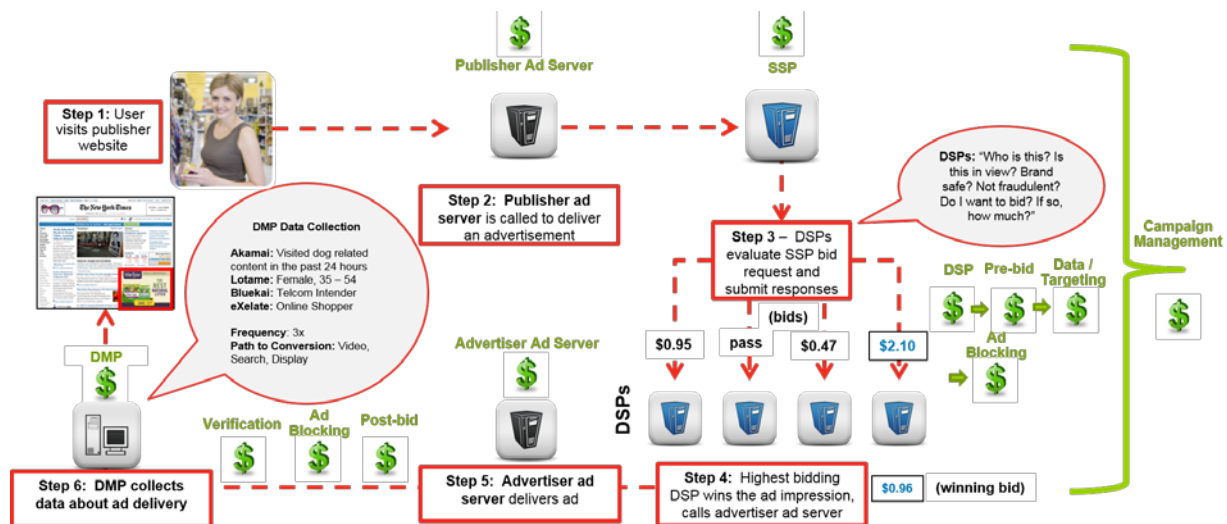 Publisher Ad Server
SSP
Step 1: User
visits publisher
website
Step 2: Publisher ad
server is called to deliver
an advertisement
DSPs: “Who is this? Is
this in view? Brand
safe? Not fraudulent?
Do I want to bid? If so,
how much?”
Step 3 – DSPs
evaluate SSP bid
request and
submit responses
(bids)
$0.95
pass
$0.47
$2.10
DSPs
DSP
Pre-bid
Data /
Targeting
Ad
Blocking
Campaign
Management
The New York Times
DMP Data Collection
Akamai: Visited dog related
content in the past 24 hours
Lotame: Female, 35 – 54
Bluekai: Telcom Intender
eXelate: Online Shopper
Frequency: 3x
Path to Conversion: Video,
Search, Display
DMP
Verification
Ad
Blocking
Post-bid
Advertiser Ad Server
Step 4: Highest bidding
DSP wins the ad impression,
calls advertiser ad server
$0.96
(winning bid)
Step 5: Advertiser ad
server delivers ad
Step 6: DMP collects
data about ad delivery